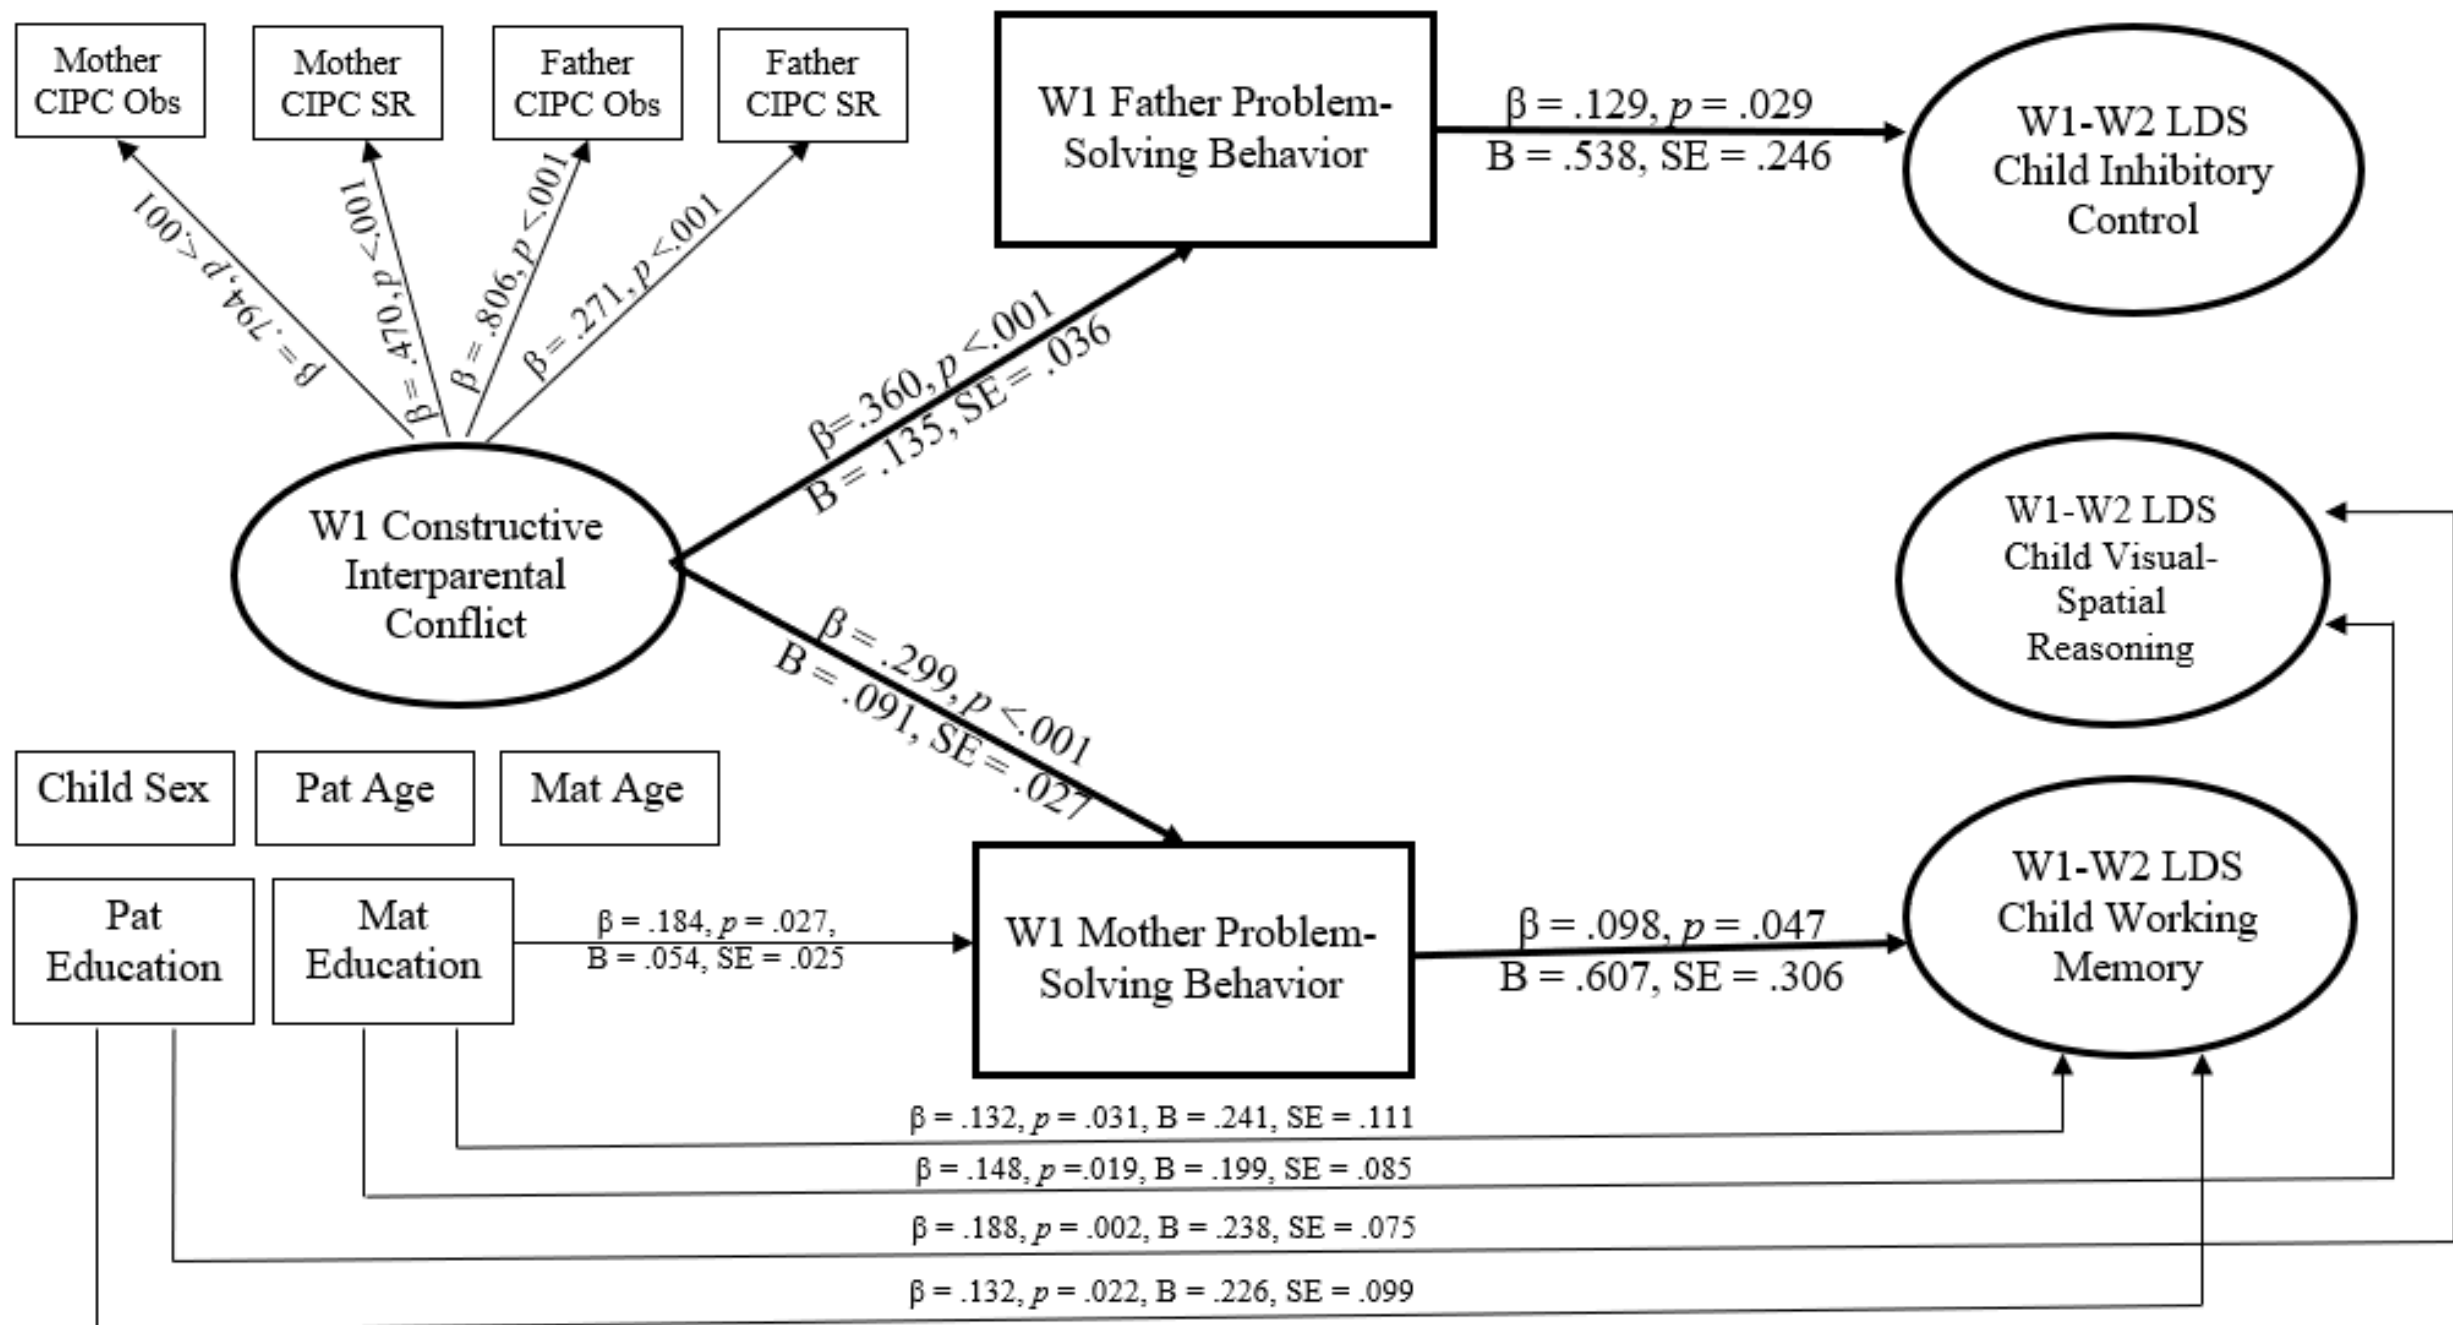 Mother
CIPC Obs
Mother
CIPC SR
Father
CIPC Obs
Father
CIPC SR
W1 Father Problem-
Solving Behavior
β = .129, p = .029
B = .538, SE = .246
W1-W2 LDS
Child Inhibitory
Control
β = .794, p <.001
β = .470, p <.001
β = .806, p <.001
β = .271, p <.001
β=.360, p <.001
B = .135, SE = .036
W1 Constructive
Interparental
Conflict
W1-W2 LDS
Child Visual-
Spatial
Reasoning
β = .299, p <.001
B = .091, SE = .027
Child Sex
Pat Age
Mat Age
Pat
Education
Mat
Education
β = .184, p = .027,
B = .054, SE = .025
W1 Mother Problem-
Solving Behavior
β = .098, p = .047
B = .607, SE = .306
W1-W2 LDS
Child Working
Memory
β = .132, p = .031, B = .241, SE = .111
β = .148, p =.019, B = .199, SE = .085
β = .188, p = .002, B = .238, SE = .075
β = .132, p = .022, B = .226, SE = .099